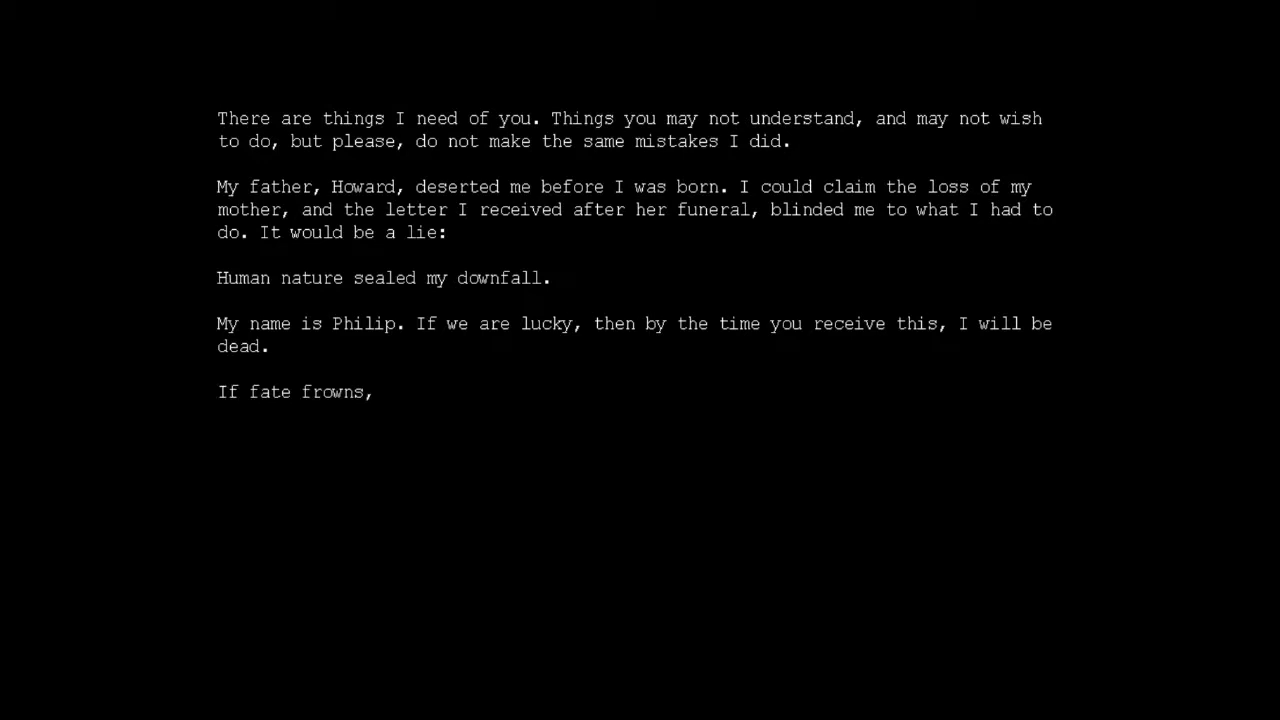 There are things I need of you. Things you may not understand, and may not wish
to do, but please, do not make the same mistakes I did.
My father, Howard, deserted me before I was born. I could claim the loss of my
mother, and the letter I received after her funeral, blinded me to what I had to
do. It would be a lie:
Human nature sealed my downfall.
My name is Philip. If we are lucky, then by the time you receive this, I will be
dead.
If fate frowns,